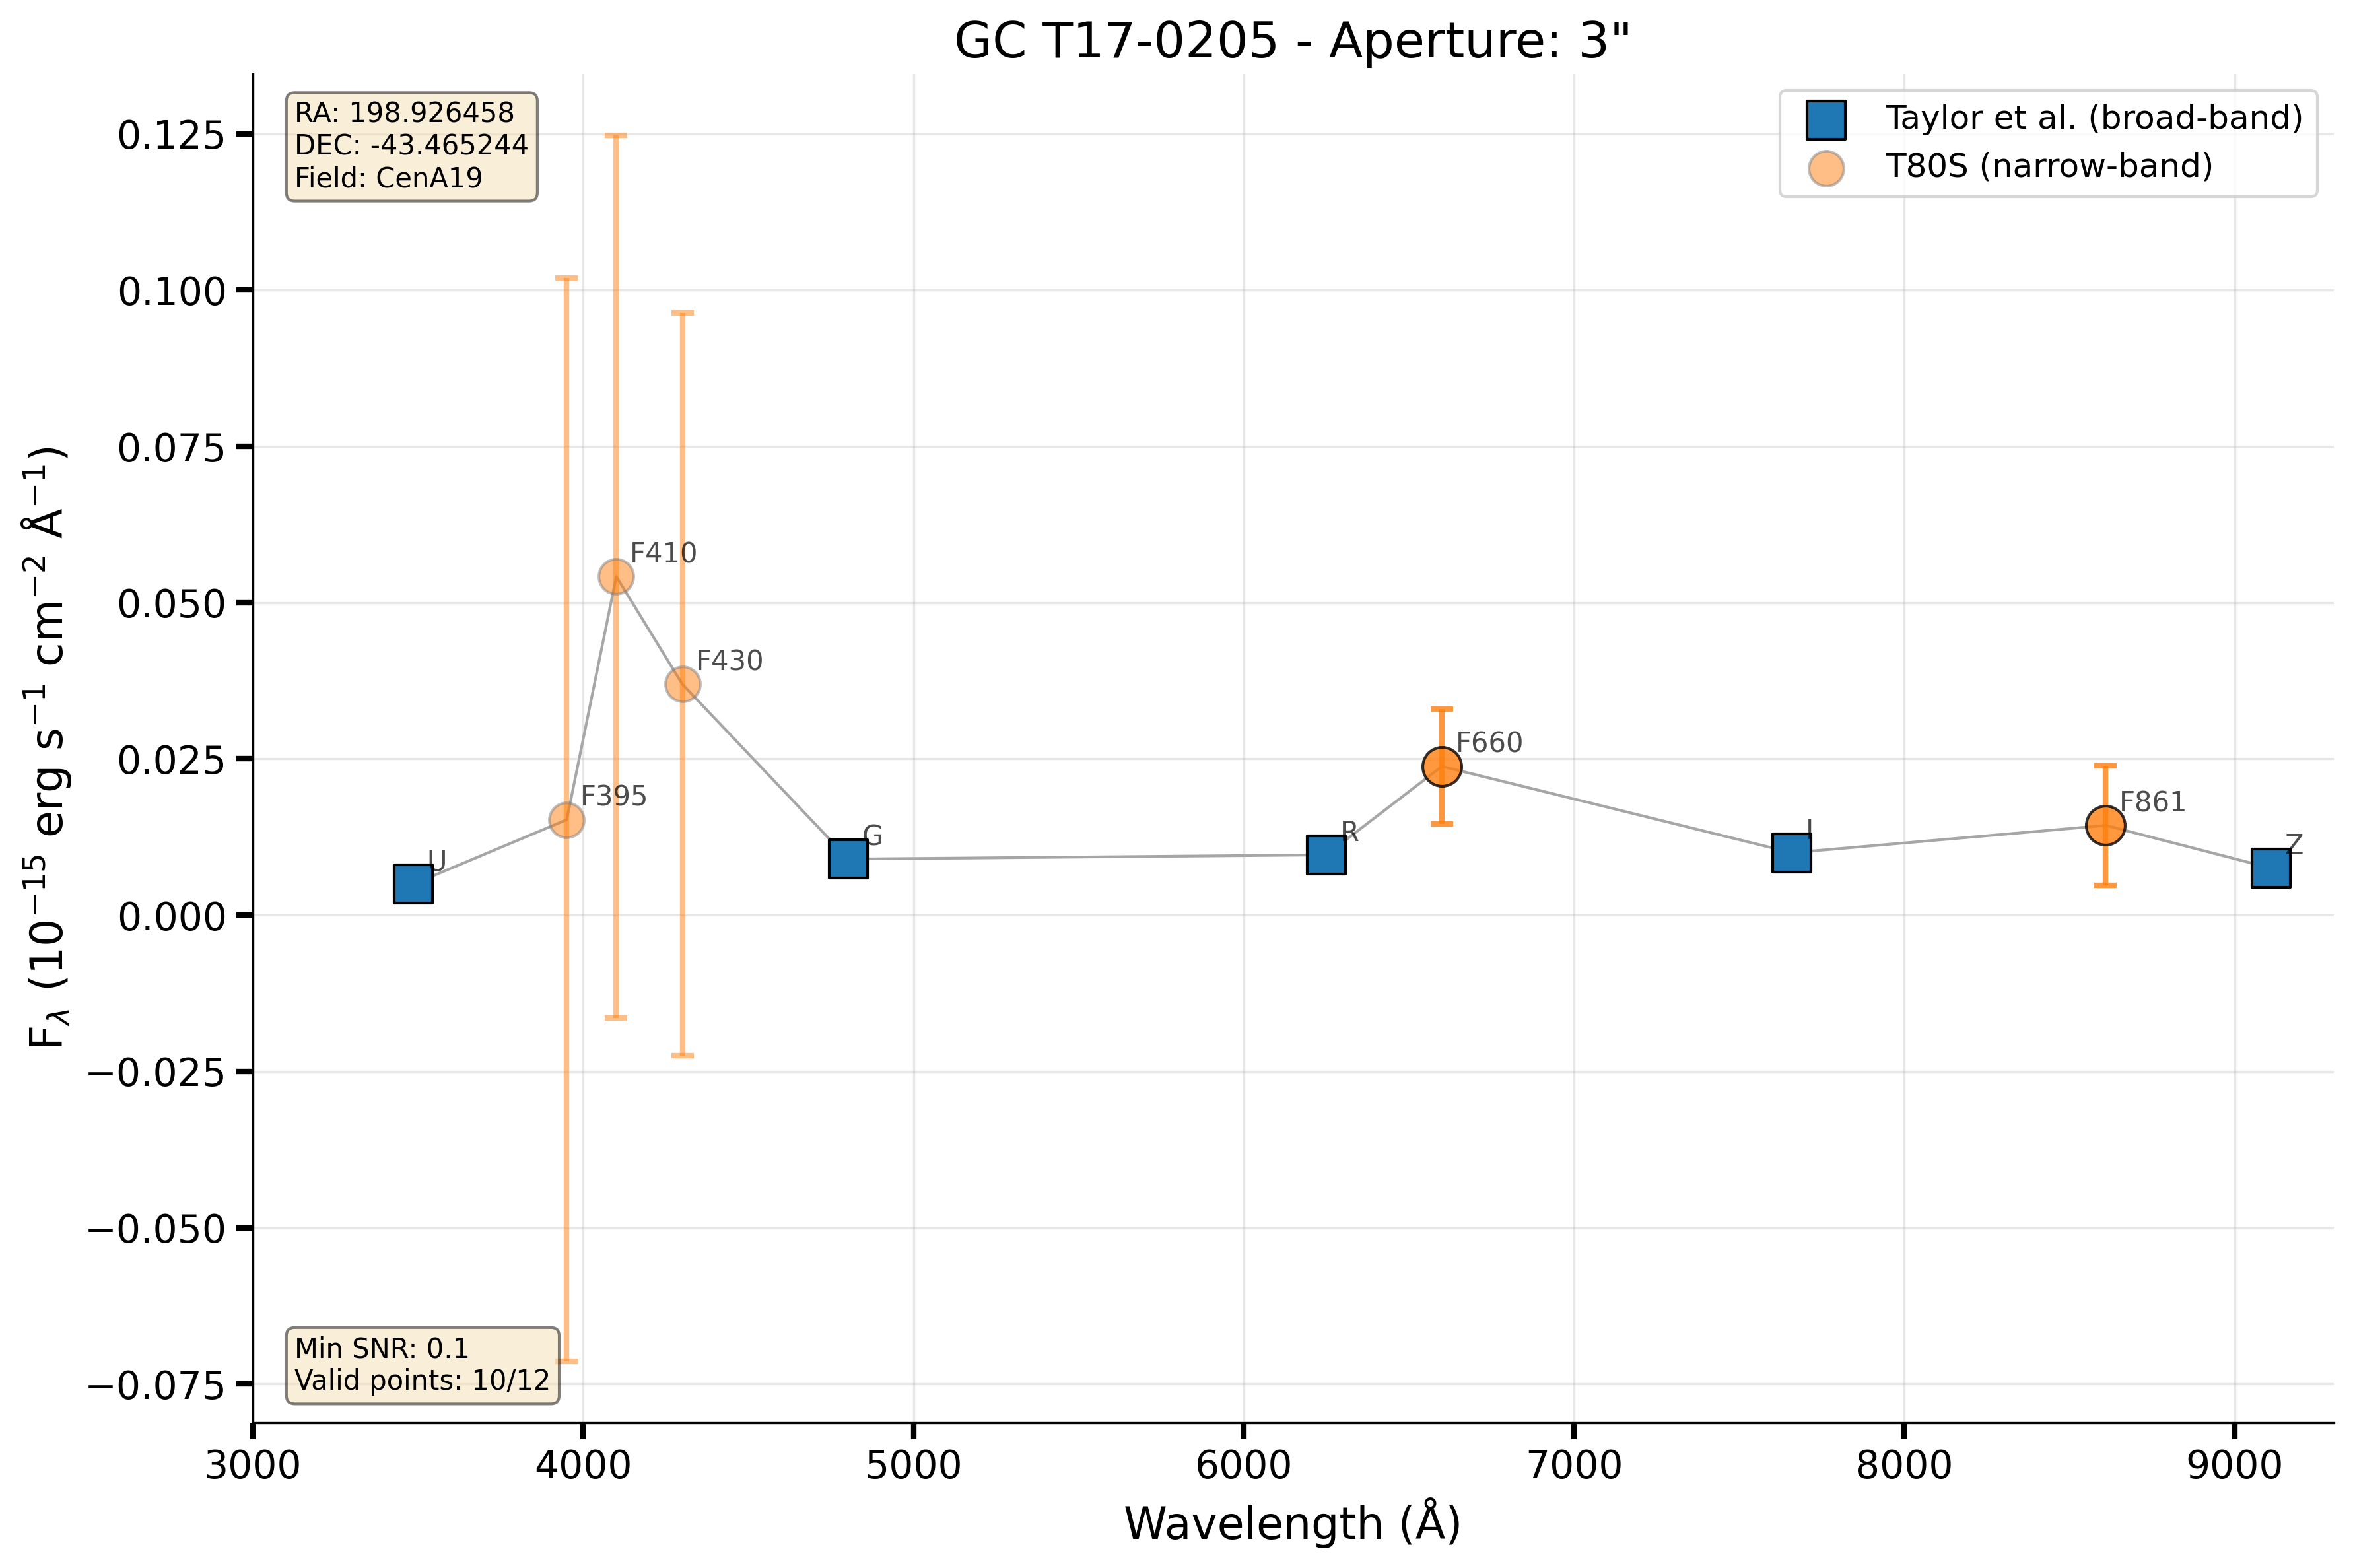 GC T17-0205 - Aperture: 3"
RA: 198.926458
DEC: -43.465244
Field: CenA19
Taylor et al. (broad-band)
T80S (narrow-band)
F_λ (10⁻¹⁵ erg s⁻¹ cm⁻² Å⁻¹)
0.125
0.100
0.075
0.050
0.025
0.000
−0.025
−0.050
−0.075
U
F395
F410
F430
G
R
F660
I
F861
Z
Min SNR: 0.1
Valid points: 10/12
3000 4000 5000 6000 7000 8000 9000
Wavelength (Å)